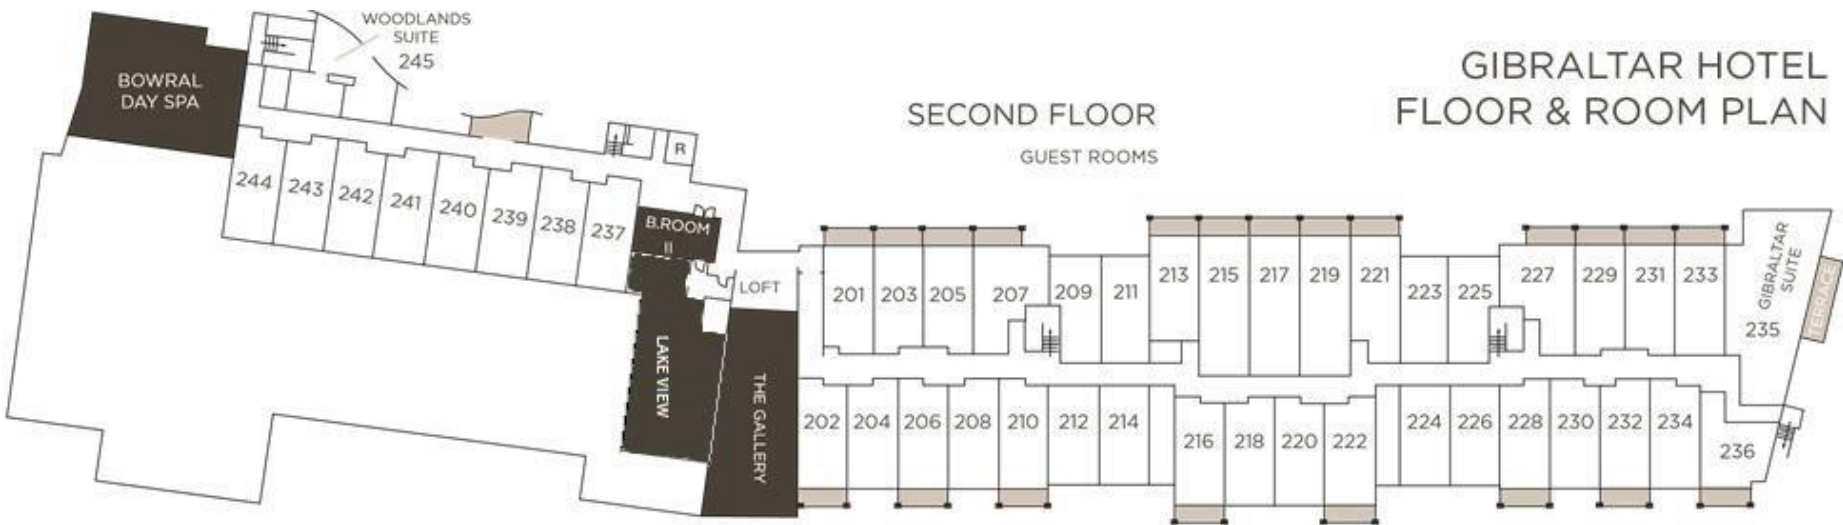 GIBRALTAR HOTEL
FLOOR & ROOM PLAN
SECOND FLOOR
GUEST ROOMS
WOODLANDS
SUITE
245
BOWRAL
DAY SPA
R
244
243
242
241
240
239
238
237
B.ROOM
II
LOFT
LAKE VIEW
THE GALLERY
201
203
205
207
209
211
213
215
217
219
221
223
225
227
229
231
233
GIBRALTAR
SUITE
235
TERRACE
202
204
206
208
210
212
214
216
218
220
222
224
226
228
230
232
234
236